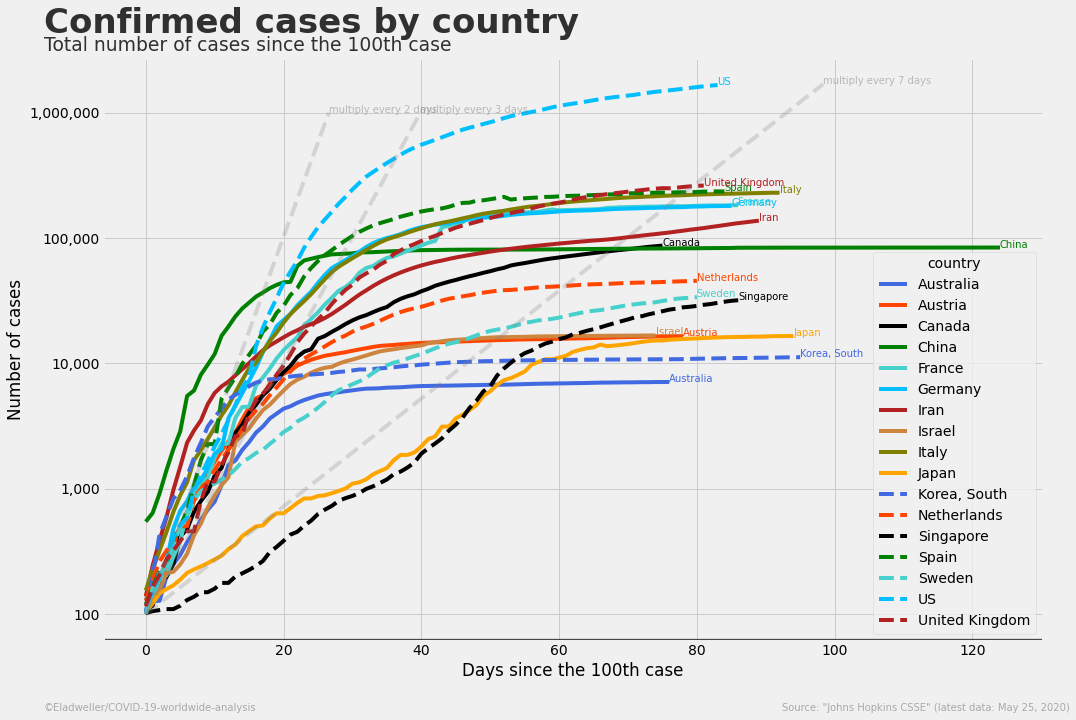 Confirmed cases by country
Total number of cases since the 100th case
US
multiply every 2 days
multiply every 3 days
multiply every 7 days
1,000,000
United Kingdom
Spain
Italy
France
Germany
Iran
100,000
Canada
China
Netherlands
Sweden
Singapore
Israel
Austria
Japan
Korea, South
10,000
Australia
1,000
100
Number of cases
0 20 40 60 80 100 120
Days since the 100th case
country
Australia
Austria
Canada
China
France
Germany
Iran
Israel
Italy
Japan
Korea, South
Netherlands
Singapore
Spain
Sweden
US
United Kingdom
©Eladweller/COVID-19-worldwide-analysis
Source: "Johns Hopkins CSSE" (latest data: May 25, 2020)